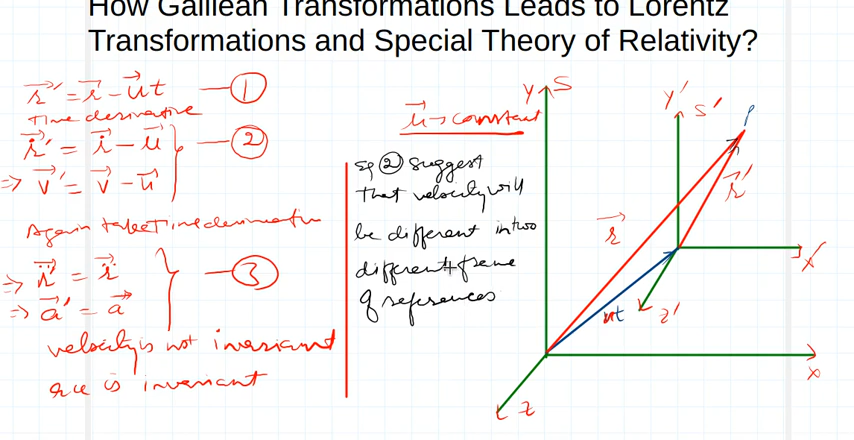 How Galilean Transformations Leads to Lorentz
Transformations and Special Theory of Relativity?
r⃗′ = r⃗ − u⃗t — ①
Time derivative
ṙ⃗′ = ṙ⃗ − u⃗ — ②
⇒ v⃗′ = v⃗ − u⃗
Again take Time derivative
⇒ r̈⃗′ = r̈⃗ — ③
⇒ a⃗′ = a⃗
velocity is not invariant
acc is invariant
u⃗ → constant
eq ② suggest
that velocity will
be different in two
different frame
of references
Y S
Y′ S′
P
r⃗′
r⃗
X′
ut Z′
X
Z